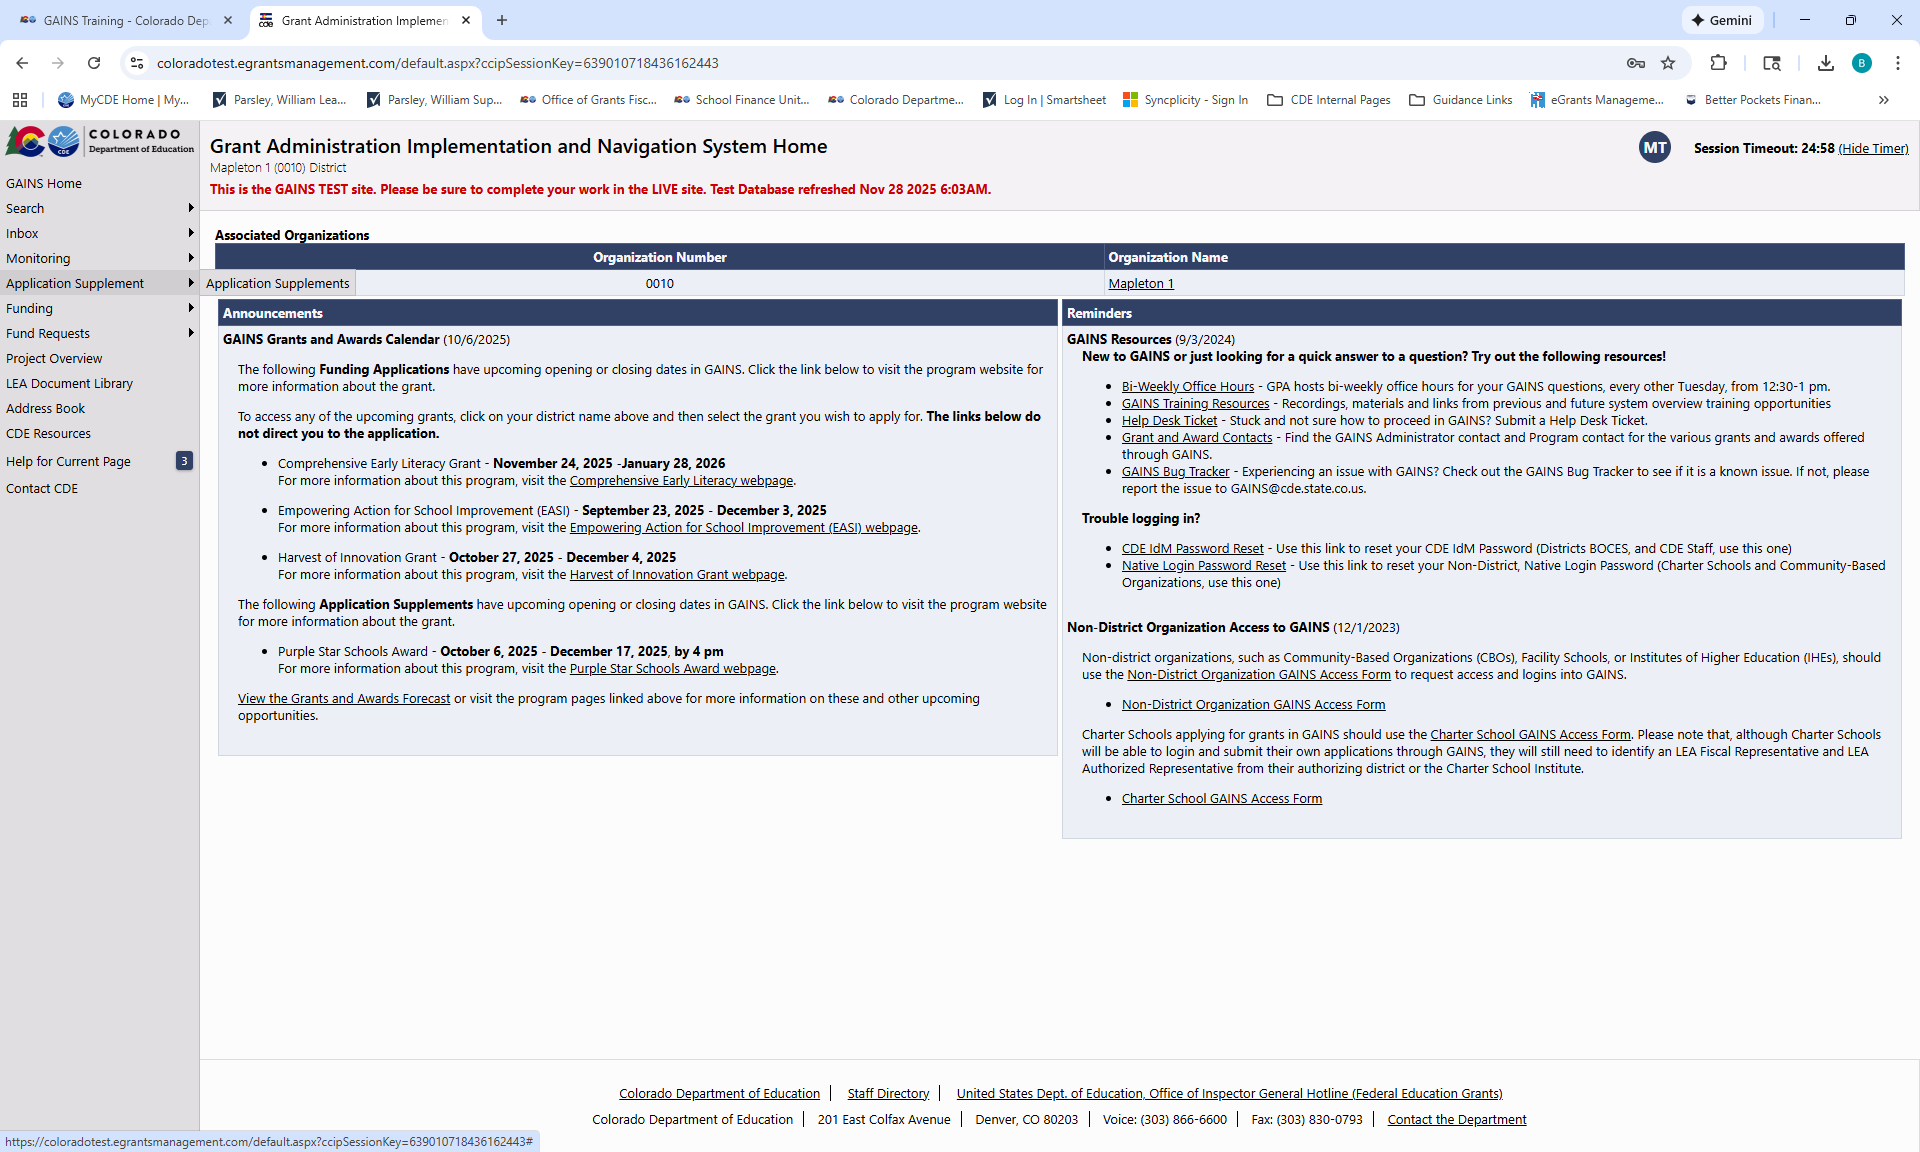 GAINS Training - Colorado Dep
Grant Administration Implemen
Gemini
coloradotest.egrantsmanagement.com/default.aspx?ccipSessionKey=639010718436162443
B
MyCDE Home | My...
Parsley, William Lea...
Parsley, William Sup...
Office of Grants Fisc...
School Finance Unit...
Colorado Departme...
Log In | Smartsheet
Syncplicity - Sign In
CDE Internal Pages
Guidance Links
eGrants Manageme...
Better Pockets Finan...
COLORADO
Department of Education
CDE
Grant Administration Implementation and Navigation System Home
Mapleton 1 (0010) District
This is the GAINS TEST site. Please be sure to complete your work in the LIVE site. Test Database refreshed Nov 28 2025 6:03AM.
MT
Session Timeout: 24:58 (Hide Timer)
GAINS Home
Search
Inbox
Monitoring
Application Supplement
Application Supplements
Funding
Fund Requests
Project Overview
LEA Document Library
Address Book
CDE Resources
Help for Current Page 3
Contact CDE
Associated Organizations
Organization Number Organization Name
0010 Mapleton 1
Announcements
GAINS Grants and Awards Calendar (10/6/2025)
The following Funding Applications have upcoming opening or closing dates in GAINS. Click the link below to visit the program website for
more information about the grant.
To access any of the upcoming grants, click on your district name above and then select the grant you wish to apply for. The links below do
not direct you to the application.
• Comprehensive Early Literacy Grant - November 24, 2025 -January 28, 2026
For more information about this program, visit the Comprehensive Early Literacy webpage.
• Empowering Action for School Improvement (EASI) - September 23, 2025 - December 3, 2025
For more information about this program, visit the Empowering Action for School Improvement (EASI) webpage.
• Harvest of Innovation Grant - October 27, 2025 - December 4, 2025
For more information about this program, visit the Harvest of Innovation Grant webpage.
The following Application Supplements have upcoming opening or closing dates in GAINS. Click the link below to visit the program website
for more information about the grant.
• Purple Star Schools Award - October 6, 2025 - December 17, 2025, by 4 pm
For more information about this program, visit the Purple Star Schools Award webpage.
View the Grants and Awards Forecast or visit the program pages linked above for more information on these and other upcoming
opportunities.
Reminders
GAINS Resources (9/3/2024)
New to GAINS or just looking for a quick answer to a question? Try out the following resources!
• Bi-Weekly Office Hours - GPA hosts bi-weekly office hours for your GAINS questions, every other Tuesday, from 12:30-1 pm.
• GAINS Training Resources - Recordings, materials and links from previous and future system overview training opportunities
• Help Desk Ticket - Stuck and not sure how to proceed in GAINS? Submit a Help Desk Ticket.
• Grant and Award Contacts - Find the GAINS Administrator contact and Program contact for the various grants and awards offered
through GAINS.
• GAINS Bug Tracker - Experiencing an issue with GAINS? Check out the GAINS Bug Tracker to see if it is a known issue. If not, please
report the issue to GAINS@cde.state.co.us.
Trouble logging in?
• CDE IdM Password Reset - Use this link to reset your CDE IdM Password (Districts BOCES, and CDE Staff, use this one)
• Native Login Password Reset - Use this link to reset your Non-District, Native Login Password (Charter Schools and Community-Based
Organizations, use this one)
Non-District Organization Access to GAINS (12/1/2023)
Non-district organizations, such as Community-Based Organizations (CBOs), Facility Schools, or Institutes of Higher Education (IHEs), should
use the Non-District Organization GAINS Access Form to request access and logins into GAINS.
• Non-District Organization GAINS Access Form
Charter Schools applying for grants in GAINS should use the Charter School GAINS Access Form. Please note that, although Charter Schools
will be able to login and submit their own applications through GAINS, they will still need to identify an LEA Fiscal Representative and LEA
Authorized Representative from their authorizing district or the Charter School Institute.
• Charter School GAINS Access Form
Colorado Department of Education | Staff Directory | United States Dept. of Education, Office of Inspector General Hotline (Federal Education Grants)
Colorado Department of Education | 201 East Colfax Avenue | Denver, CO 80203 | Voice: (303) 866-6600 | Fax: (303) 830-0793 | Contact the Department
https://coloradotest.egrantsmanagement.com/default.aspx?ccipSessionKey=639010718436162443#